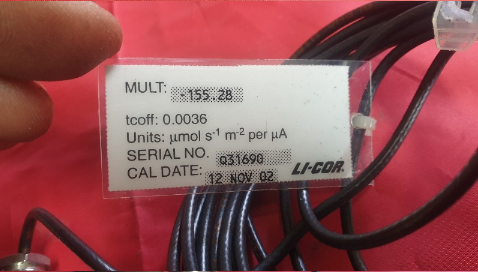 MULT: 155.28
tcoff: 0.0036
Units: μmol s⁻¹ m⁻² per μA
SERIAL NO. Q31690
CAL DATE: 12 NOV 02
LI-COR.